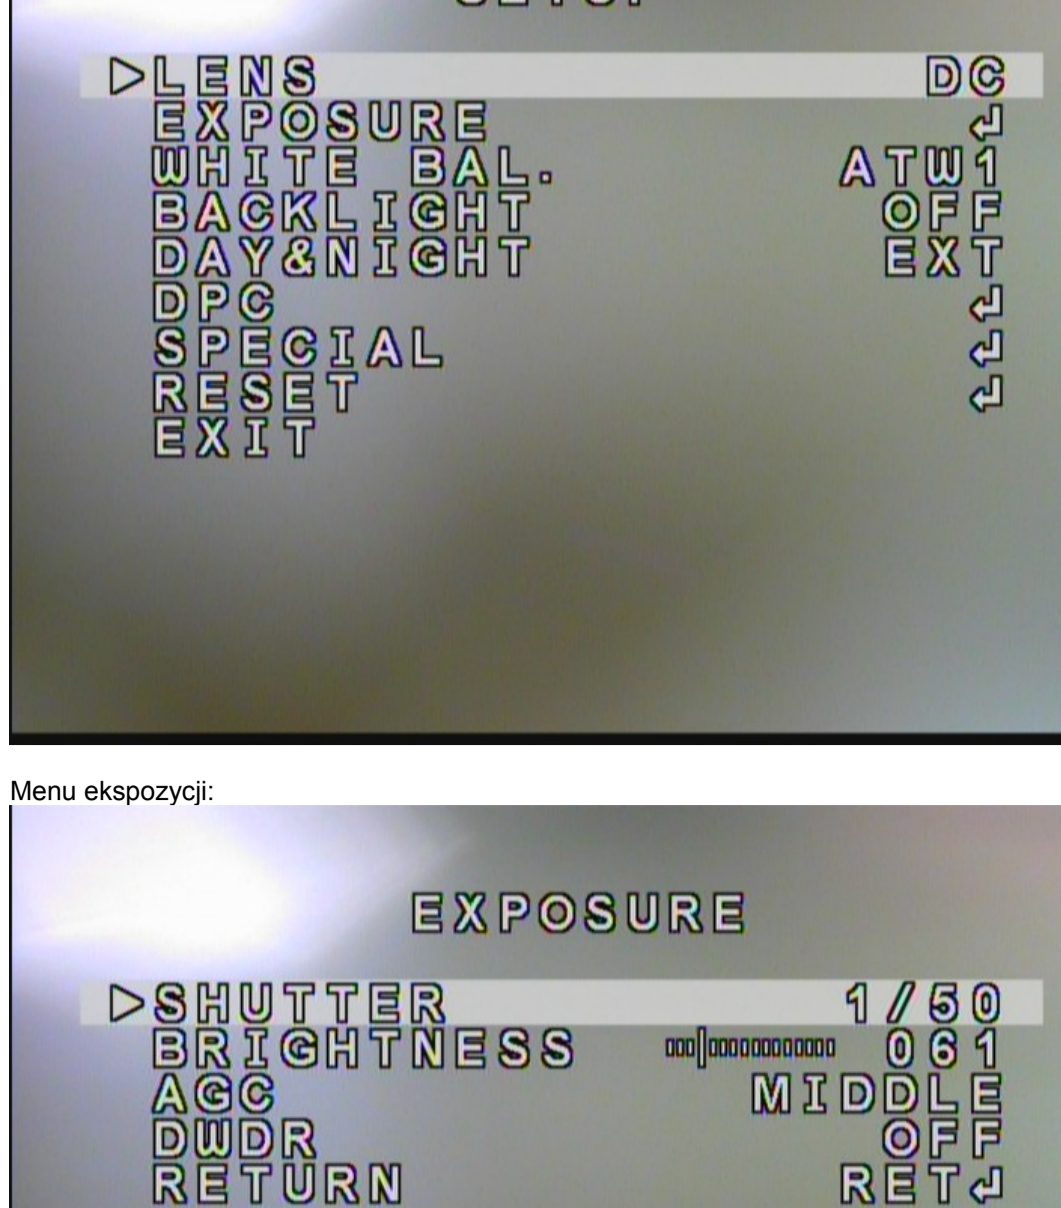 LENS DC
EXPOSURE ↵
WHITE BAL. ATW1
BACKLIGHT OFF
DAY&NIGHT EXT
DPC ↵
SPECIAL ↵
RESET ↵
EXIT
Menu ekspozycji:
EXPOSURE
SHUTTER 1/50
BRIGHTNESS 061
AGC MIDDLE
DWDR OFF
RETURN RET↵